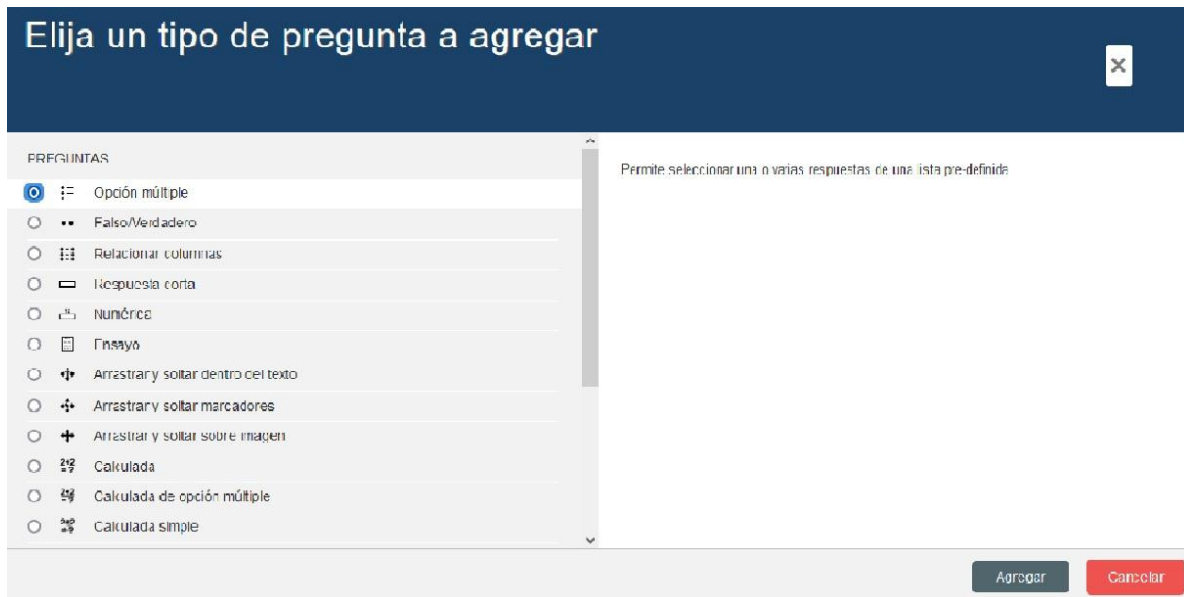 Elija un tipo de pregunta a agregar
PREGUNTAS
Opción múltiple
Falso/Verdadero
Relacionar columnas
Respuesta corta
Numérica
Ensayo
Arrastrar y soltar dentro del texto
Arrastrar y soltar marcadores
Arrastrar y soltar sobre imagen
Calculada
Calculada de opción múltiple
Calculada simple
Permite seleccionar una o varias respuestas de una lista pre-definida
Agregar
Cancelar